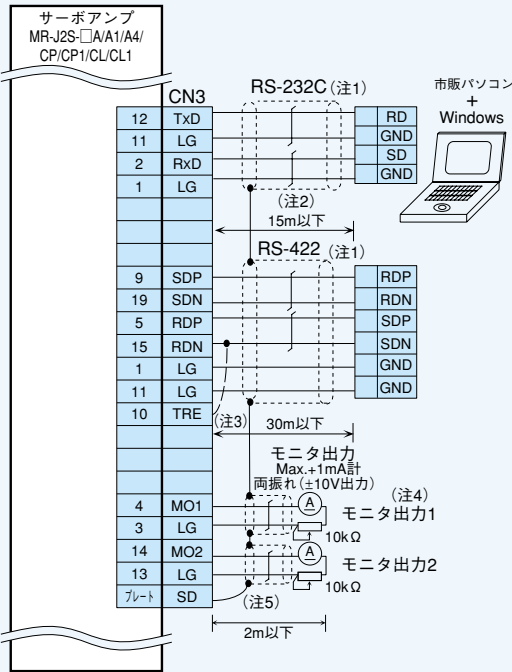 サーボアンプ
MR-J2S-□A/A1/A4/
CP/CP1/CL/CL1
CN3
RS-232C(注1)
市販パソコン
+
Windows
12 TxD RD
11 LG GND
2 RxD SD
1 LG GND
(注2)
15m以下
RS-422 (注1)
9 SDP RDP
19 SDN RDN
5 RDP SDP
15 RDN SDN
1 LG GND
11 LG GND
10 TRE (注3)
30m以下
モニタ出力
Max.+1mA計
両振れ(±10V出力)
(注4)
4 MO1 A モニタ出力1
3 LG 10kΩ
14 MO2 A モニタ出力2
13 LG 10kΩ
プレート SD (注5)
2m以下